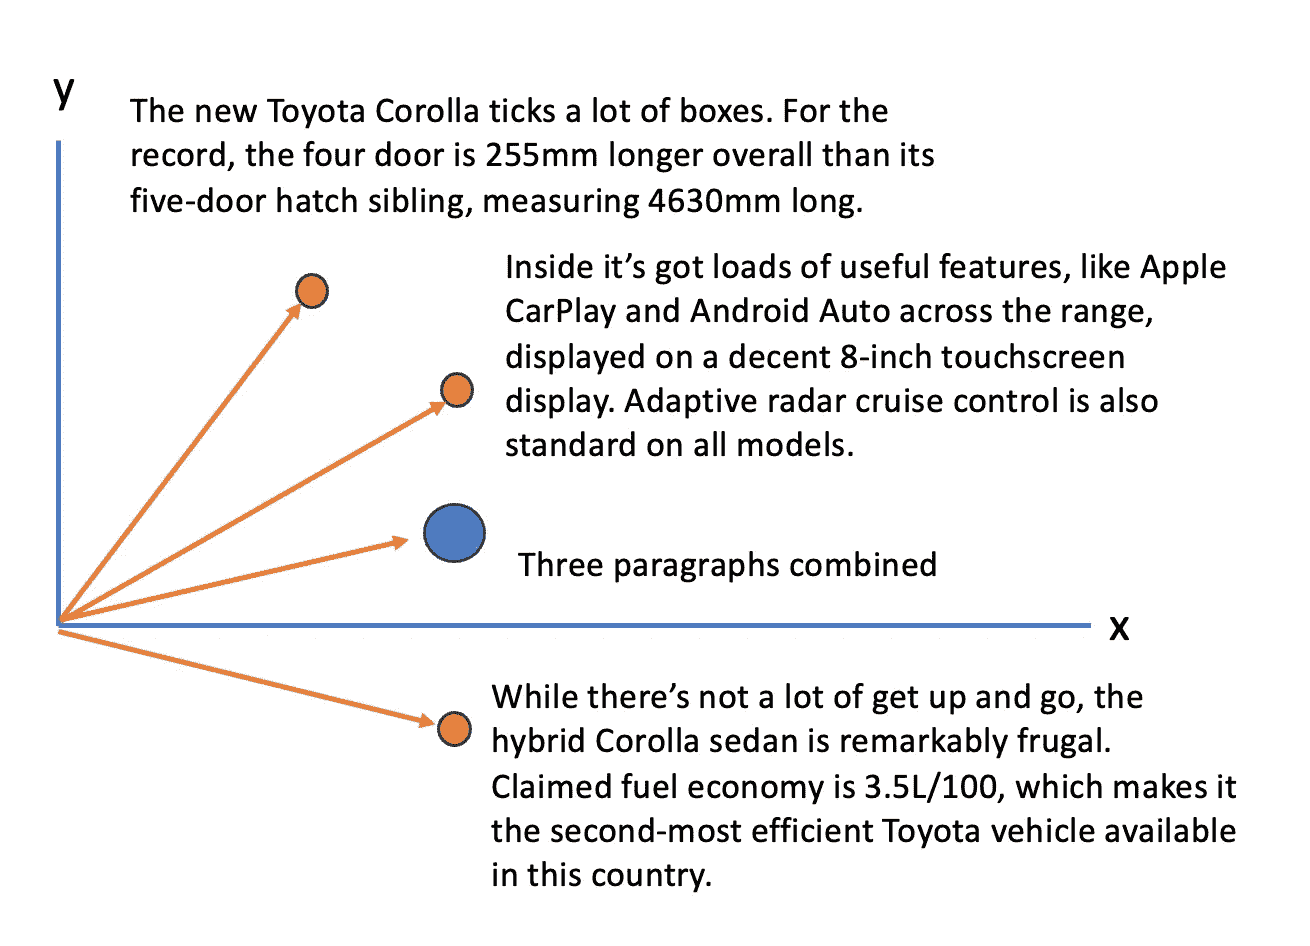 y
The new Toyota Corolla ticks a lot of boxes. For the
record, the four door is 255mm longer overall than its
five-door hatch sibling, measuring 4630mm long.
Inside it’s got loads of useful features, like Apple
CarPlay and Android Auto across the range,
displayed on a decent 8-inch touchscreen
display. Adaptive radar cruise control is also
standard on all models.
Three paragraphs combined
x
While there’s not a lot of get up and go, the
hybrid Corolla sedan is remarkably frugal.
Claimed fuel economy is 3.5L/100, which makes it
the second-most efficient Toyota vehicle available
in this country.